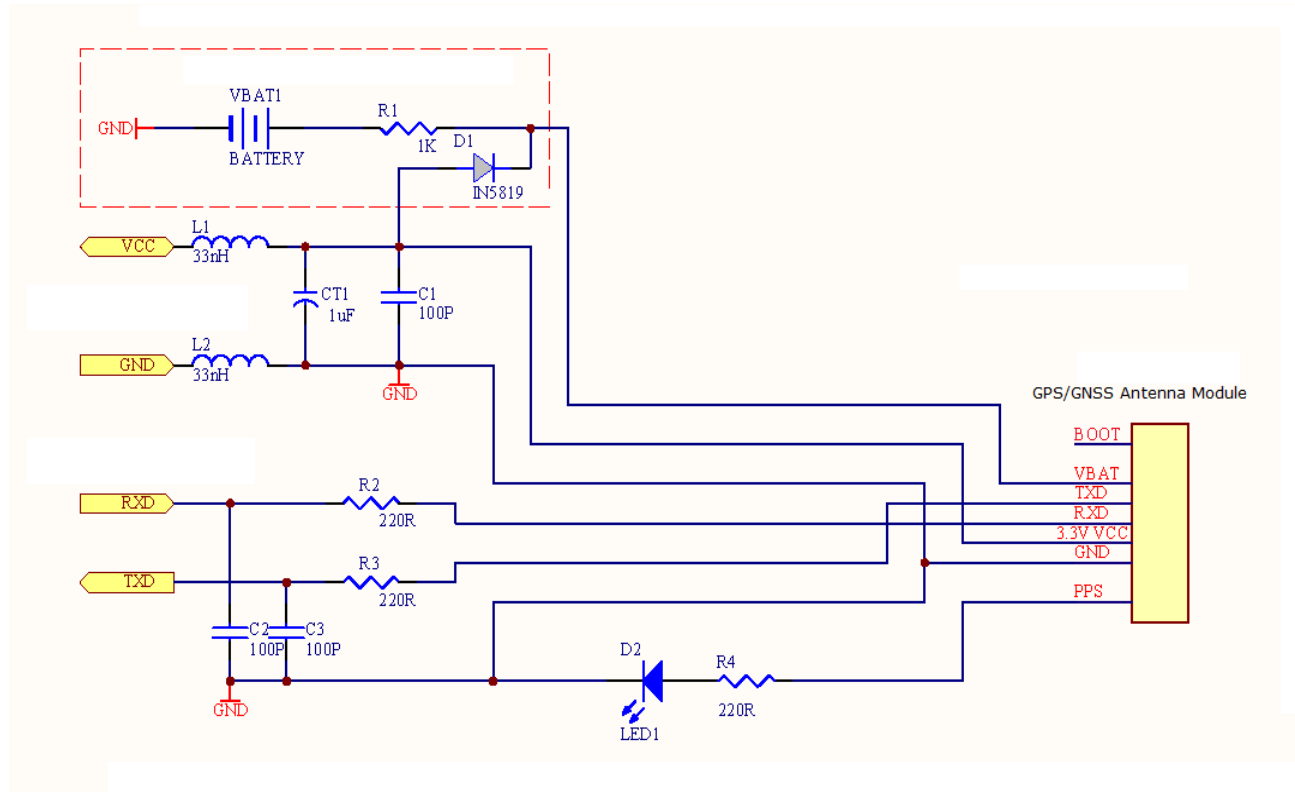 VBAT1
R1
GND
1K
D1
BATTERY
IN5819
L1
VCC
33nH
CT1
C1
1uF
100P
L2
GND
33nH
GND
GPS/GNSS Antenna Module
BOOT
VBAT
TXD
RXD
3.3V VCC
GND
PPS
RXD
R2
220R
TXD
R3
220R
C2
C3
100P
100P
GND
D2
R4
LED1
220R